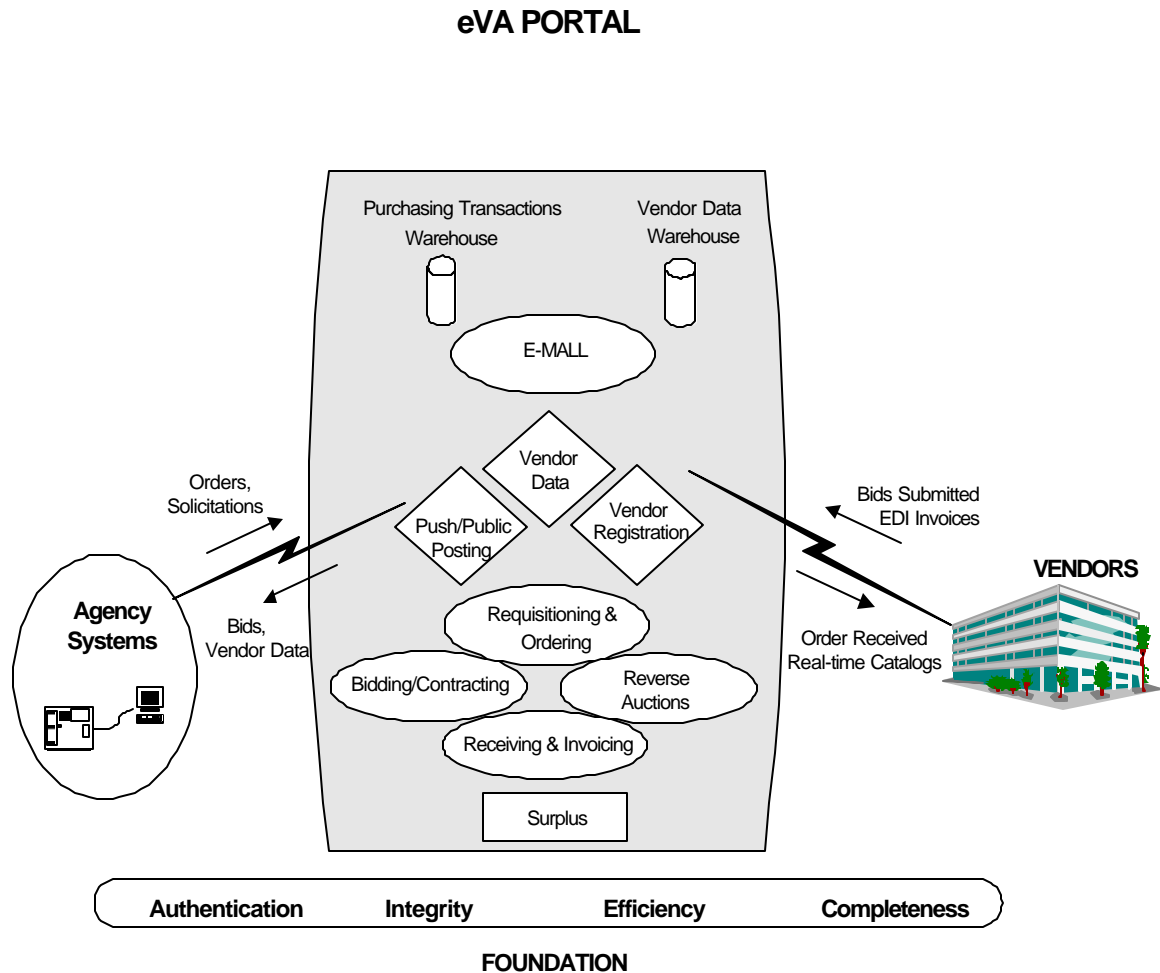 eVA PORTAL
Purchasing Transactions
Warehouse
Vendor Data
Warehouse
E-MALL
Vendor
Data
Push/Public
Posting
Vendor
Registration
Orders,
Solicitations
Bids,
Vendor Data
Agency
Systems
Bids Submitted
EDI Invoices
VENDORS
Order Received
Real-time Catalogs
Requisitioning &
Ordering
Bidding/Contracting
Reverse
Auctions
Receiving & Invoicing
Surplus
Authentication Integrity Efficiency Completeness
FOUNDATION